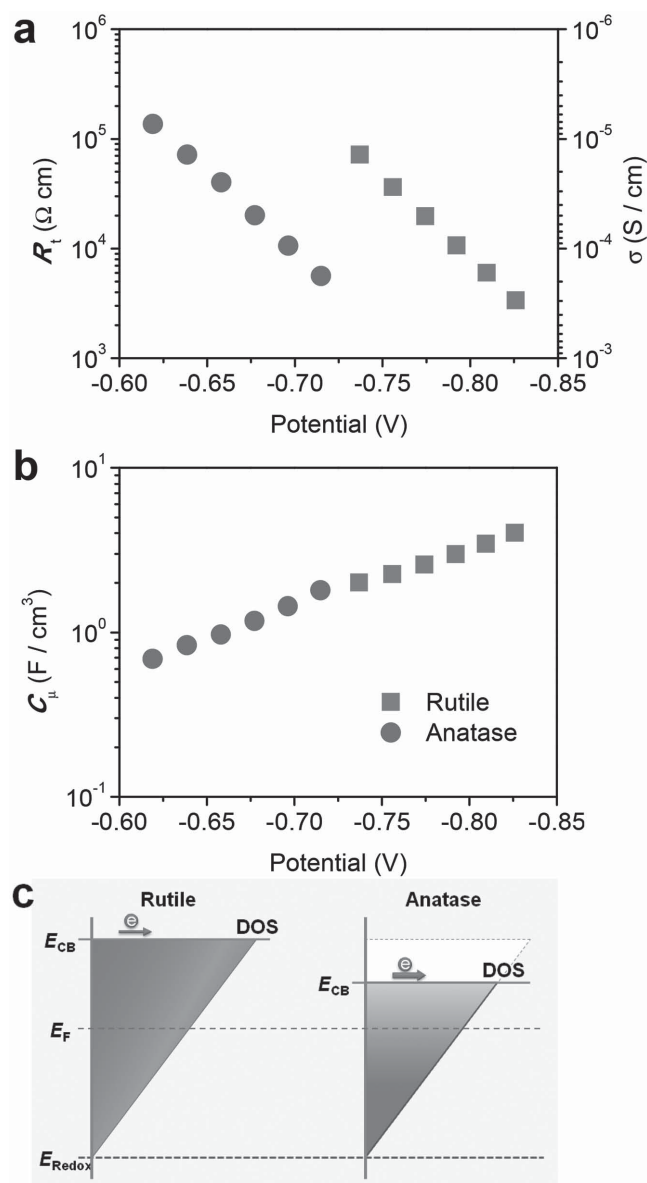 a
10^6
10^5
10^4
10^3
R_t (Ω cm)
10^-6
10^-5
10^-4
10^-3
σ (S / cm)
-0.60 -0.65 -0.70 -0.75 -0.80 -0.85
Potential (V)
b
10^1
10^0
10^-1
C_μ (F / cm^3)
Rutile
Anatase
-0.60 -0.65 -0.70 -0.75 -0.80 -0.85
Potential (V)
c
Rutile Anatase
e
E_CB DOS
e
E_CB DOS
E_F
E_Redox